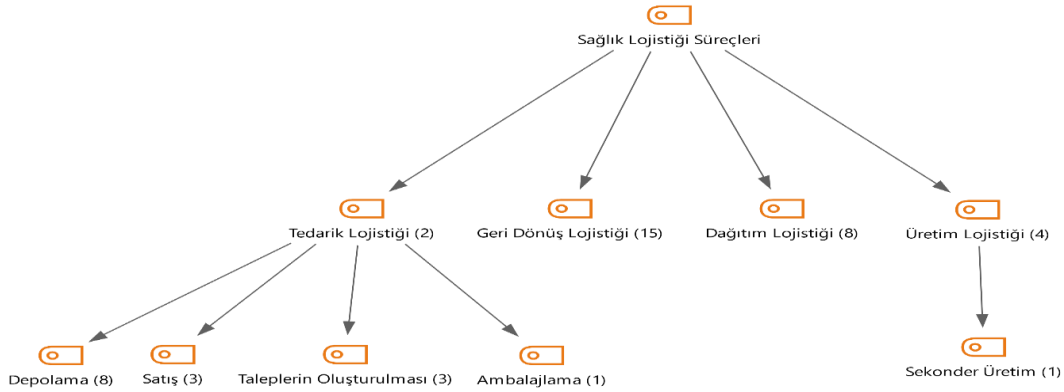 Sağlık Lojistiği Süreçleri
Tedarik Lojistiği (2)
Geri Dönüş Lojistiği (15)
Dağıtım Lojistiği (8)
Üretim Lojistiği (4)
Depolama (8)
Satış (3)
Taleplerin Oluşturulması (3)
Ambalajlama (1)
Sekonder Üretim (1)